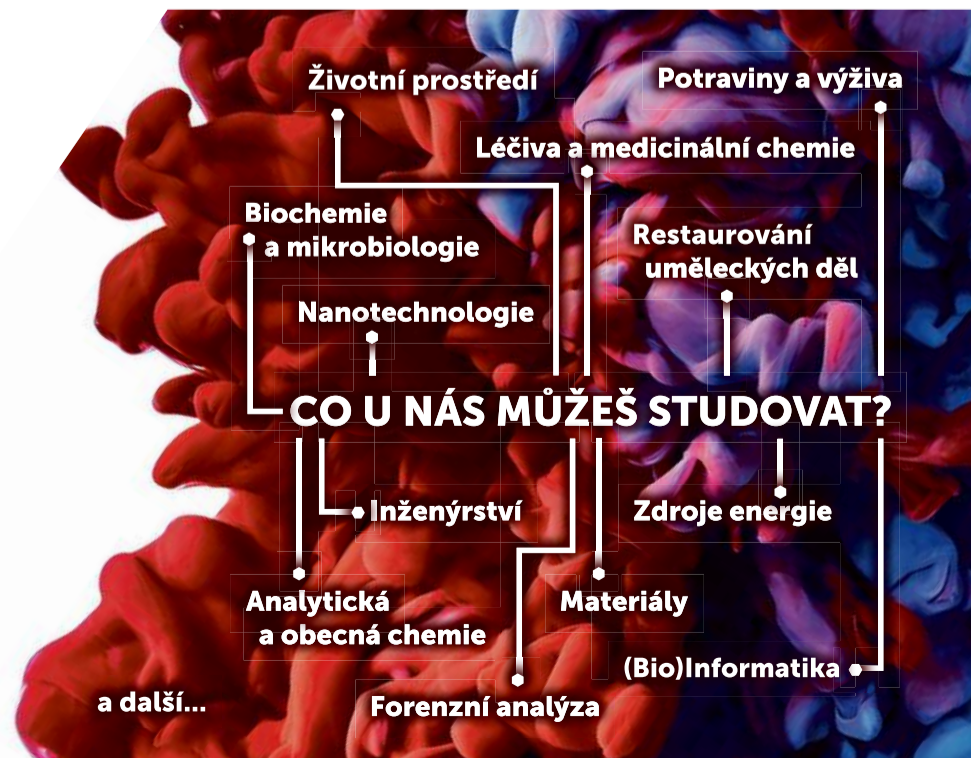 Životní prostředí
Potraviny a výživa
Léčiva a medicinální chemie
Biochemie
a mikrobiologie
Restaurování
uměleckých děl
Nanotechnologie
CO U NÁS MŮŽEŠ STUDOVAT?
Inženýrství
Zdroje energie
Analytická
a obecná chemie
Materiály
(Bio)Informatika
a další...
Forenzní analýza